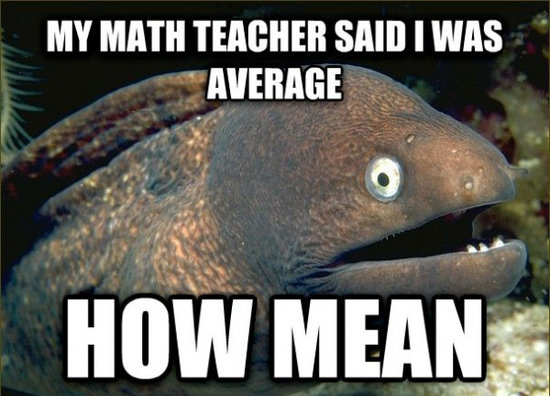 MY MATH TEACHER SAID I WAS
AVERAGE
HOW MEAN